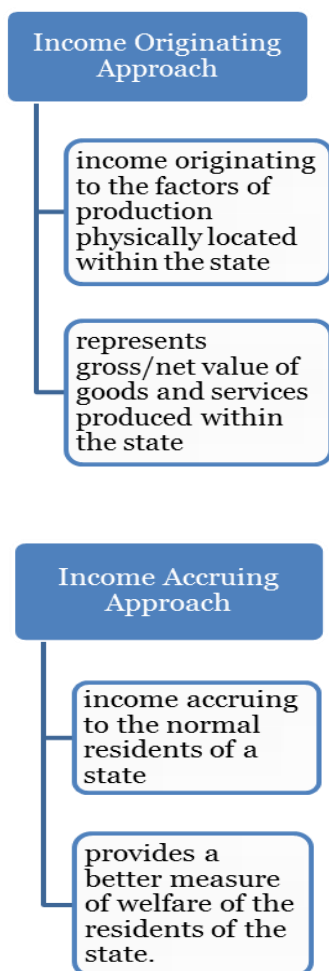 Income Originating
Approach
income originating
to the factors of
production
physically located
within the state
represents
gross/net value of
goods and services
produced within
the state
Income Accruing
Approach
income accruing
to the normal
residents of a
state
provides a
better measure
of welfare of the
residents of the
state.